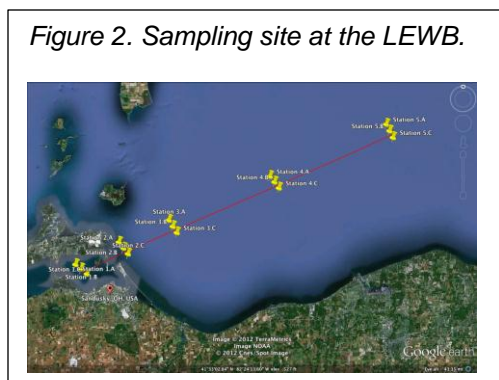 Figure 2. Sampling site at the LEWB.
Station 5.A
Station 5.B
Station 5.C
Station 4.A
Station 4.B
Station 4.C
Station 3.A
Station 3.B
Station 3.C
Station 2.A
Station 2.C
Station 2.B
Station 1.A
Station 1.B
Sandusky, OH, USA
Image © 2012 TerraMetrics
Image NOAA
© 2012 Cnes/Spot Image
Google earth